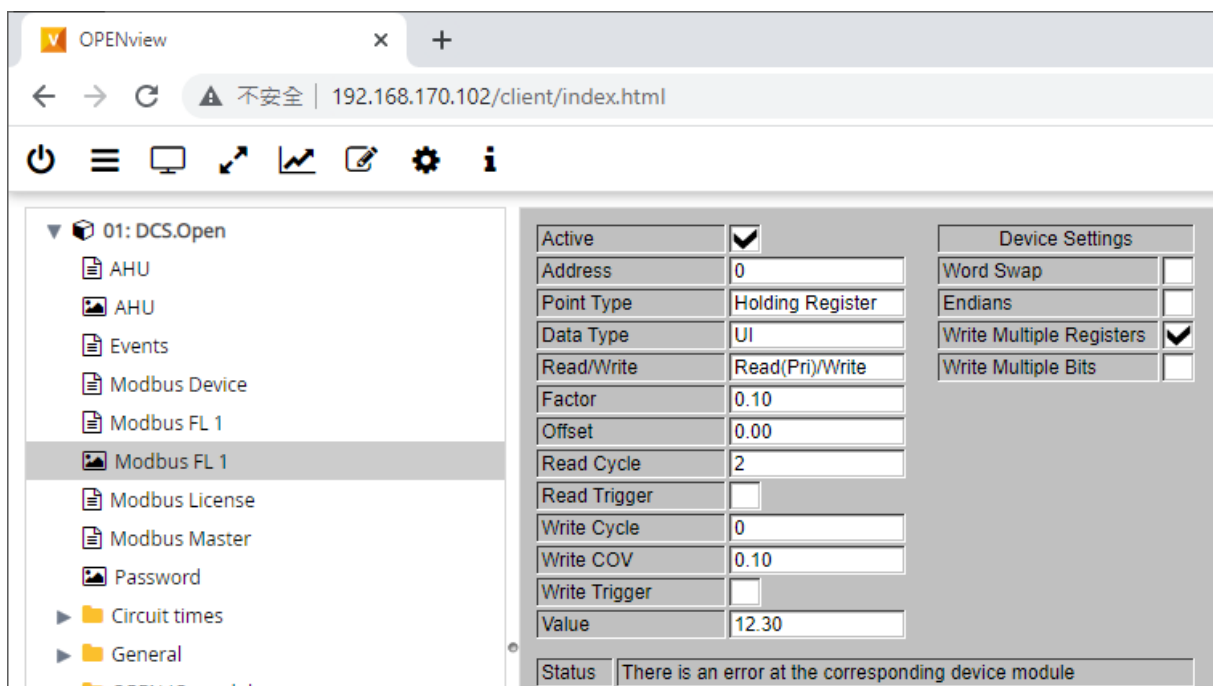 OPENview
不安全 192.168.170.102/client/index.html
01: DCS.Open
AHU
AHU
Events
Modbus Device
Modbus FL 1
Modbus FL 1
Modbus License
Modbus Master
Password
Circuit times
General
Active
Address 0
Point Type Holding Register
Data Type UI
Read/Write Read(Pri)/Write
Factor 0.10
Offset 0.00
Read Cycle 2
Read Trigger
Write Cycle 0
Write COV 0.10
Write Trigger
Value 12.30
Device Settings
Word Swap
Endians
Write Multiple Registers
Write Multiple Bits
Status There is an error at the corresponding device module